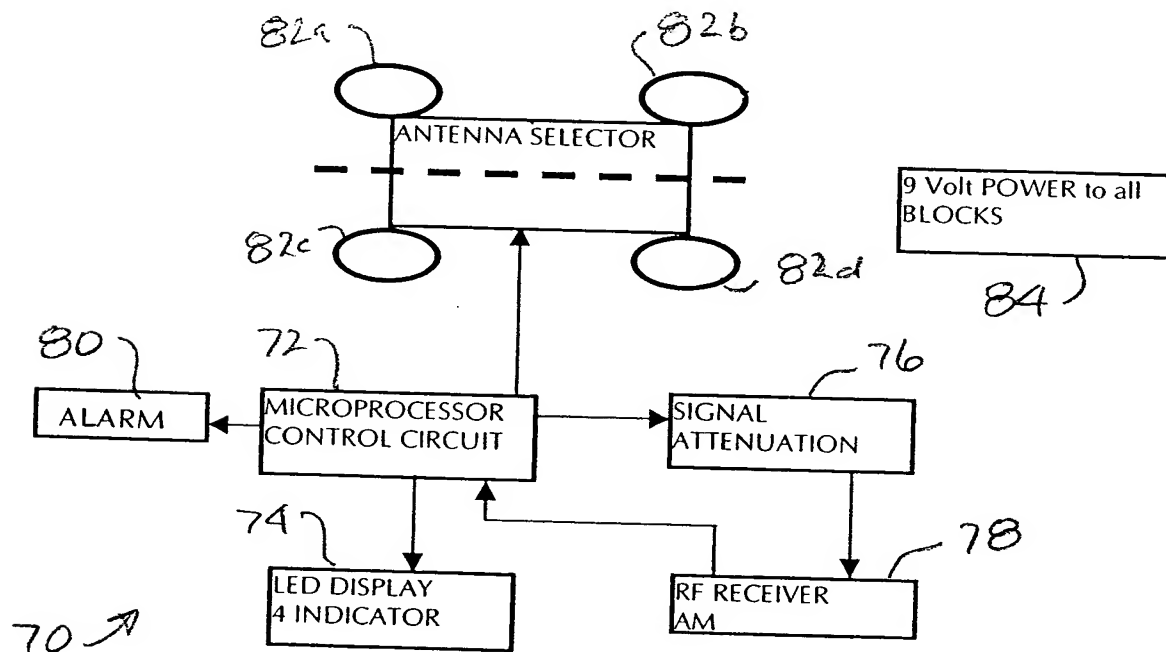 82a
82b
ANTENNA SELECTOR
9 Volt POWER to all
BLOCKS
82c
82d
84
80
72
76
ALARM
MICROPROCESSOR
CONTROL CIRCUIT
SIGNAL
ATTENUATION
74
78
LED DISPLAY
4 INDICATOR
RF RECEIVER
AM
70